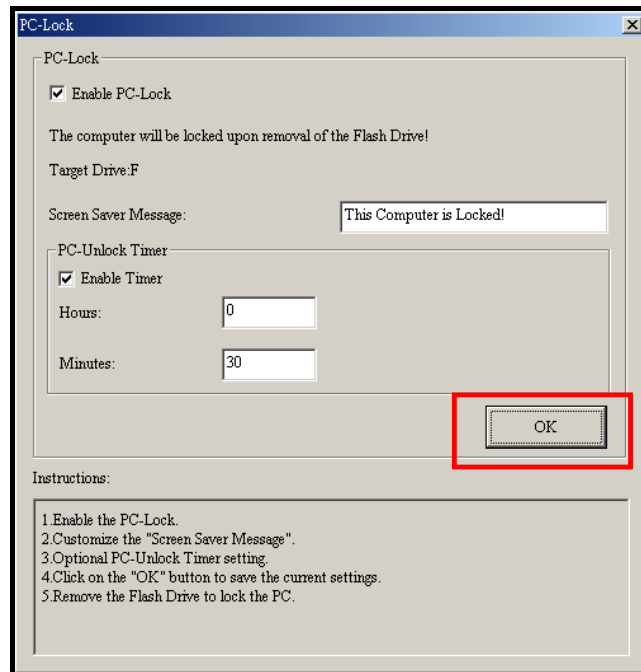 PC-Lock
PC-Lock
Enable PC-Lock
The computer will be locked upon removal of the Flash Drive!
Target Drive:F
Screen Saver Message: This Computer is Locked!
PC-Unlock Timer
Enable Timer
Hours: 0
Minutes: 30
OK
Instructions:
1.Enable the PC-Lock.
2.Customize the "Screen Saver Message".
3.Optional PC-Unlock Timer setting.
4.Click on the "OK" button to save the current settings.
5.Remove the Flash Drive to lock the PC.